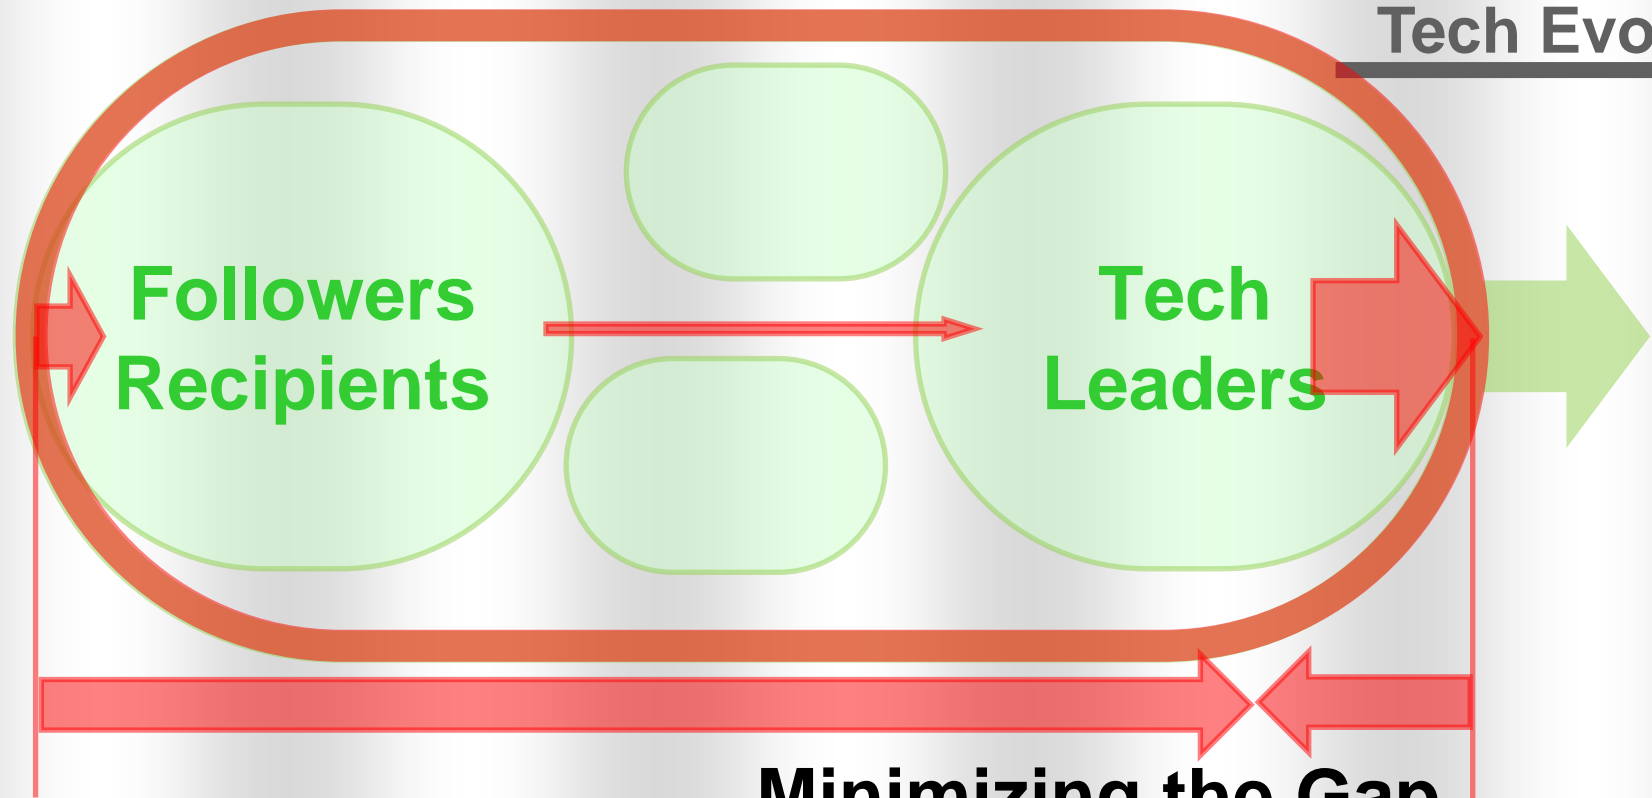 Tech Evo
Followers
Recipients
Tech
Leaders
Minimizing the Gap